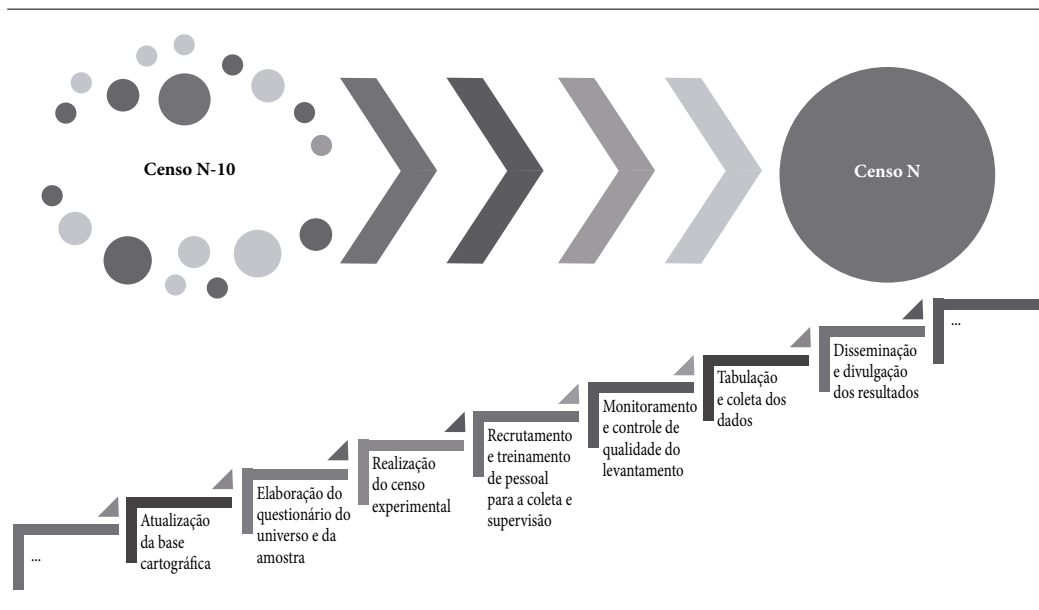 Censo N-10
Censo N
...
Atualização
da base
cartográfica
Elaboração do
questionário do
universo e da
amostra
Realização
do censo
experimental
Recrutamento
e treinamento
de pessoal
para a coleta e
supervisão
Monitoramento
e controle de
qualidade do
levantamento
Tabulação
e coleta dos
dados
Disseminação
e divulgação
dos resultados
...